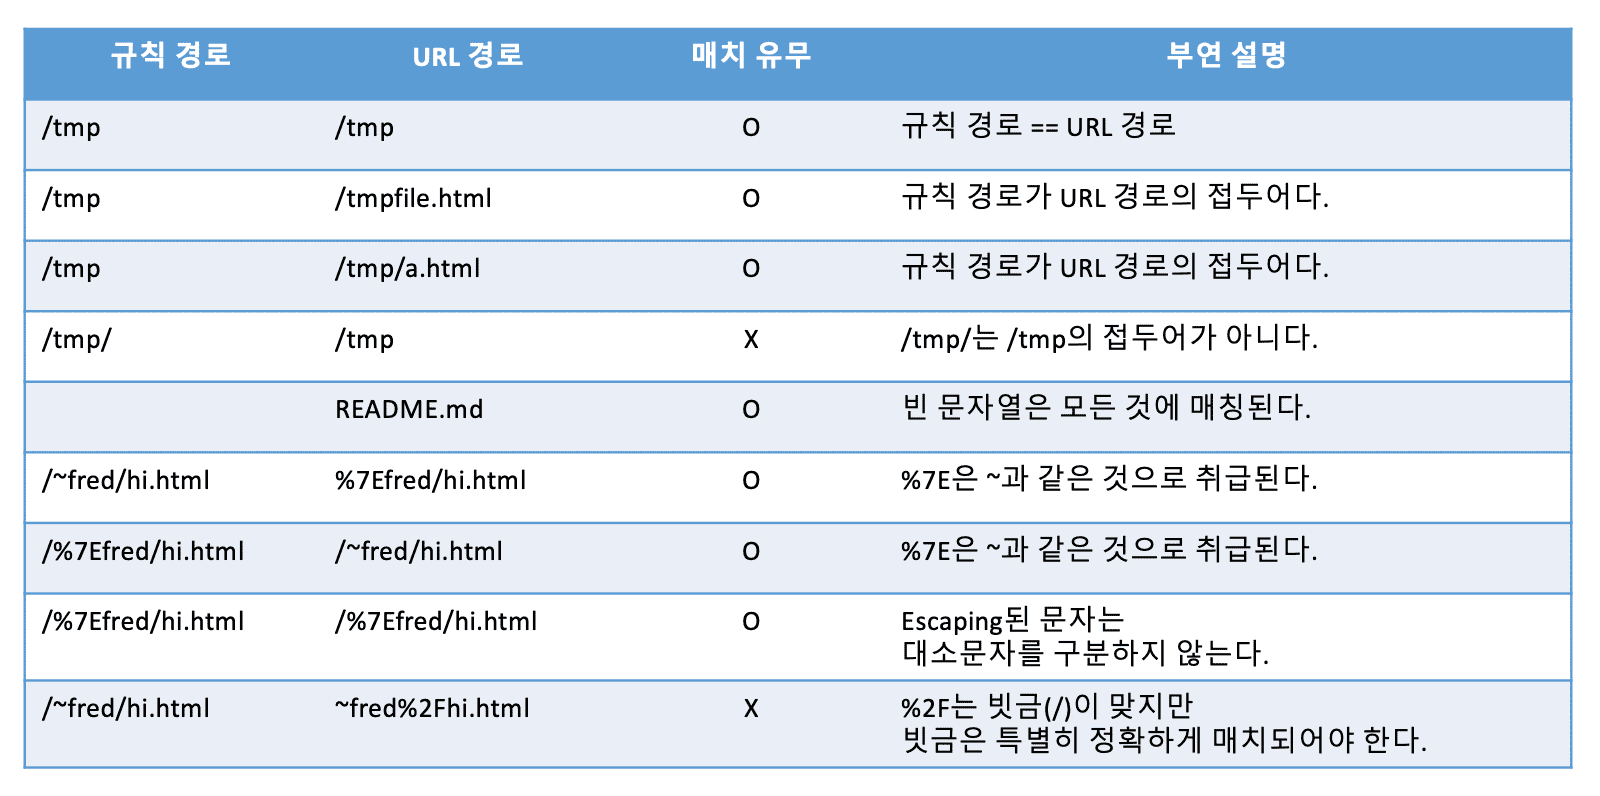 규칙 경로 URL 경로 매치 유무 부연 설명
/tmp /tmp O 규칙 경로 == URL 경로
/tmp /tmpfile.html O 규칙 경로가 URL 경로의 접두어다.
/tmp /tmp/a.html O 규칙 경로가 URL 경로의 접두어다.
/tmp/ /tmp X /tmp/는 /tmp의 접두어가 아니다.
README.md O 빈 문자열은 모든 것에 매칭된다.
/~fred/hi.html %7Efred/hi.html O %7E은 ~과 같은 것으로 취급된다.
/%7Efred/hi.html /~fred/hi.html O %7E은 ~과 같은 것으로 취급된다.
/%7Efred/hi.html /%7Efred/hi.html O Escaping된 문자는
대소문자를 구분하지 않는다.
/~fred/hi.html ~fred%2Fhi.html X %2F는 빗금(/)이 맞지만
빗금은 특별히 정확하게 매치되어야 한다.